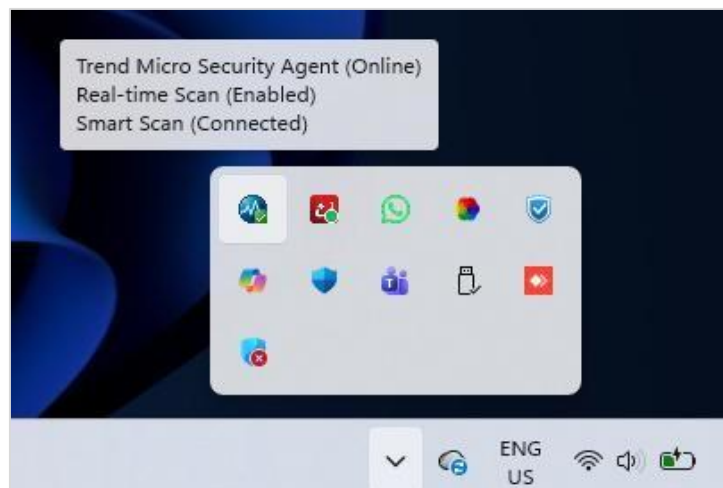 Trend Micro Security Agent (Online)
Real-time Scan (Enabled)
Smart Scan (Connected)
ENG
US